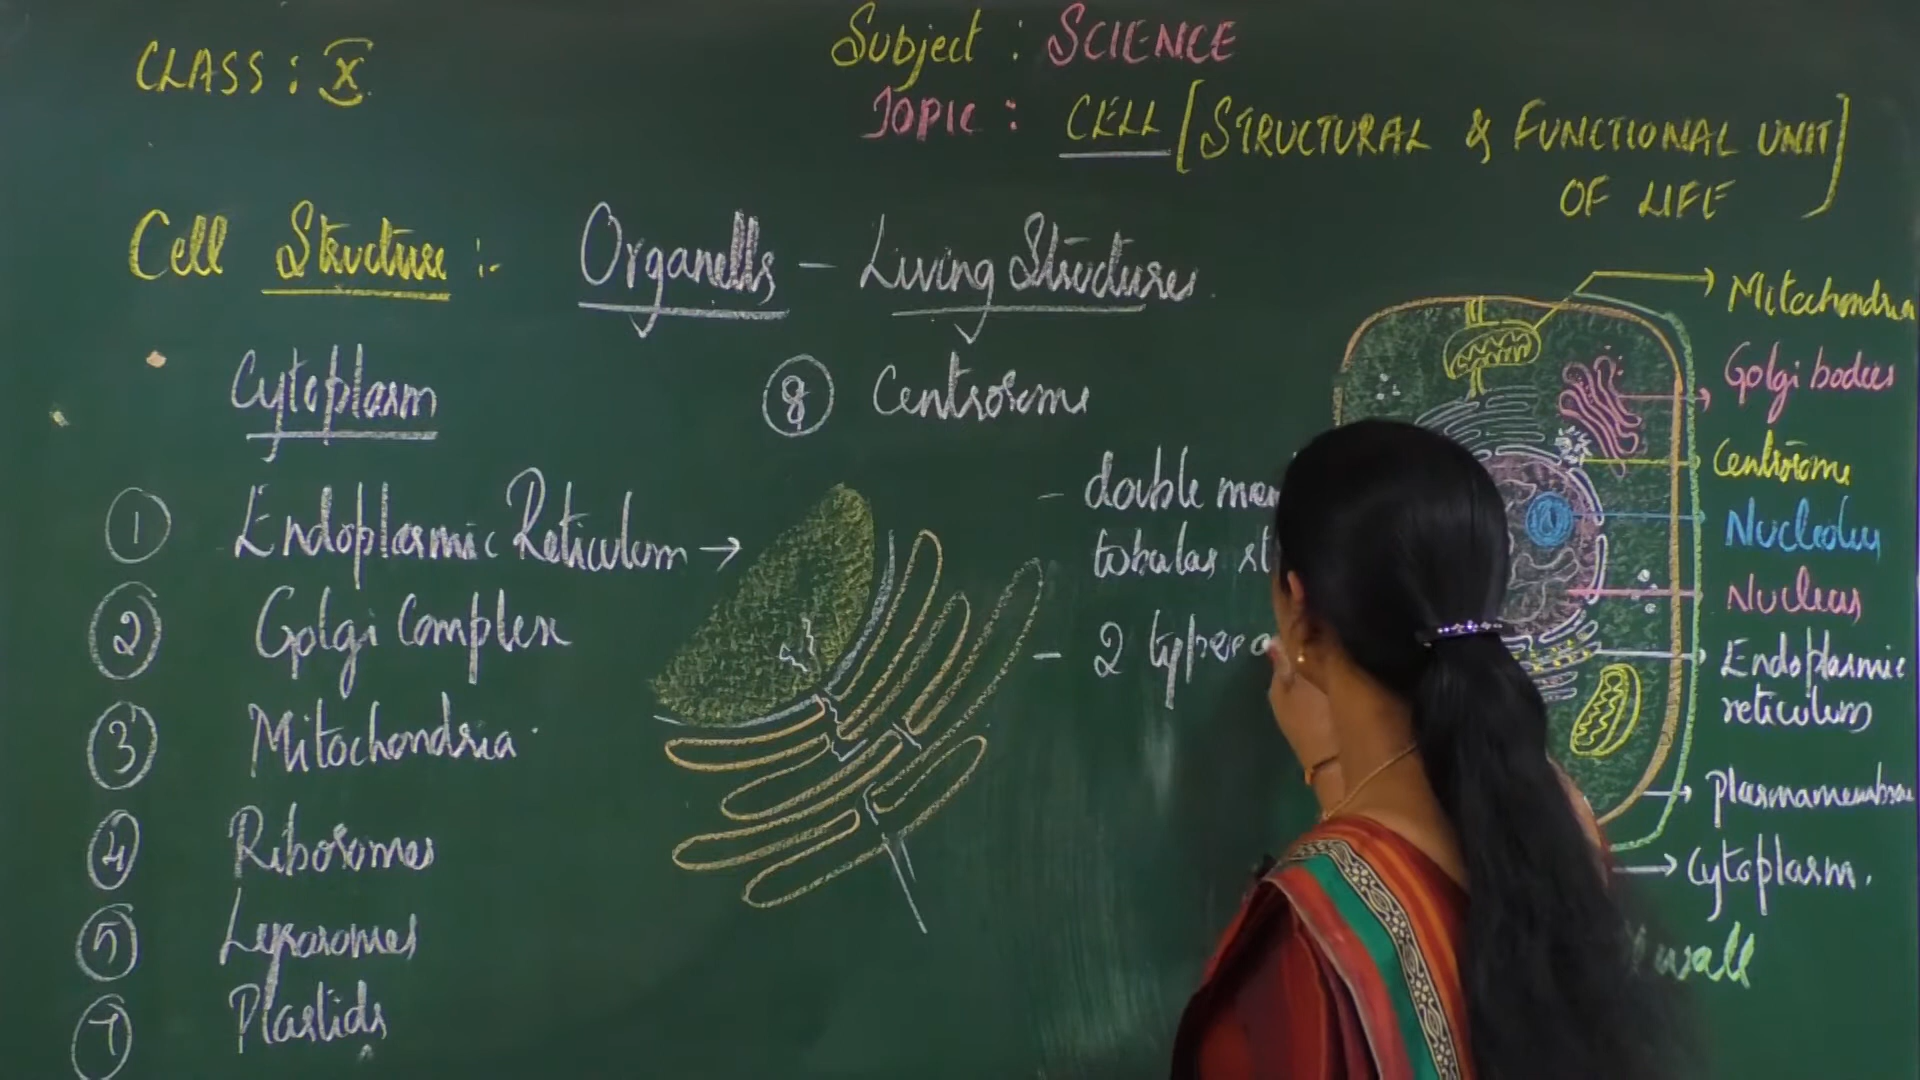 CLASS : X
Subject : SCIENCE
TOPIC : CELL [STRUCTURAL & FUNCTIONAL UNIT
OF LIFE]
Cell Structure :- Organells - Living Structures.
Cytoplasm
① Endoplasmic Reticulum →
② Golgi Complex
③ Mitochondria
④ Ribosomes
⑤ Lysosomes
⑦ Plastids
⑧ Centrosome
- double mem
tubular st
- 2 types
Mitochondria
Golgi bodies
Centrosome
Nucleolus
Nucleus
Endoplasmic
reticulum
Plasmamembrane
Cytoplasm.
wall